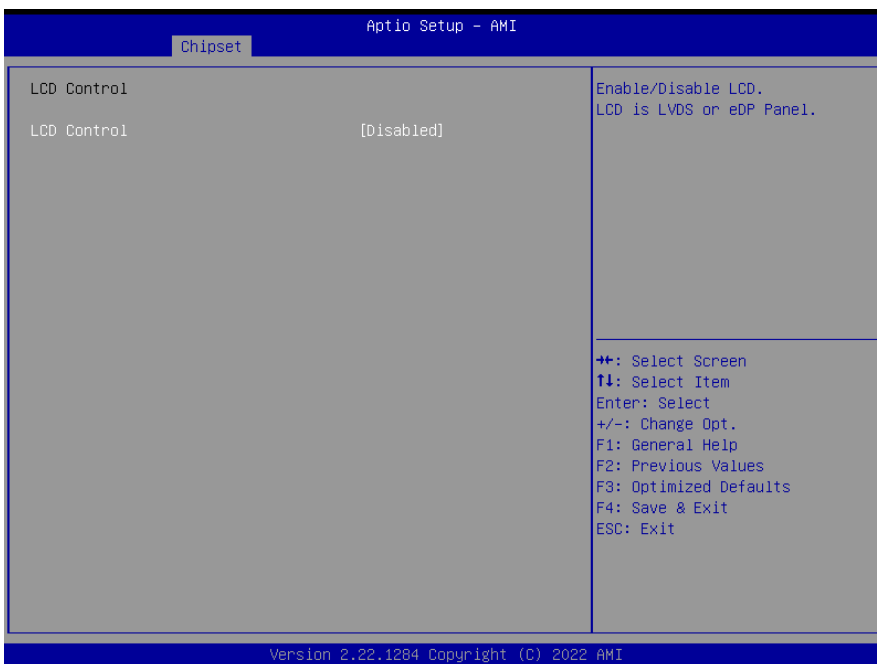 Aptio Setup – AMI
Chipset
LCD Control
LCD Control [Disabled]
Enable/Disable LCD.
LCD is LVDS or eDP Panel.
→←: Select Screen
↑↓: Select Item
Enter: Select
+/-: Change Opt.
F1: General Help
F2: Previous Values
F3: Optimized Defaults
F4: Save & Exit
ESC: Exit
Version 2.22.1284 Copyright (C) 2022 AMI